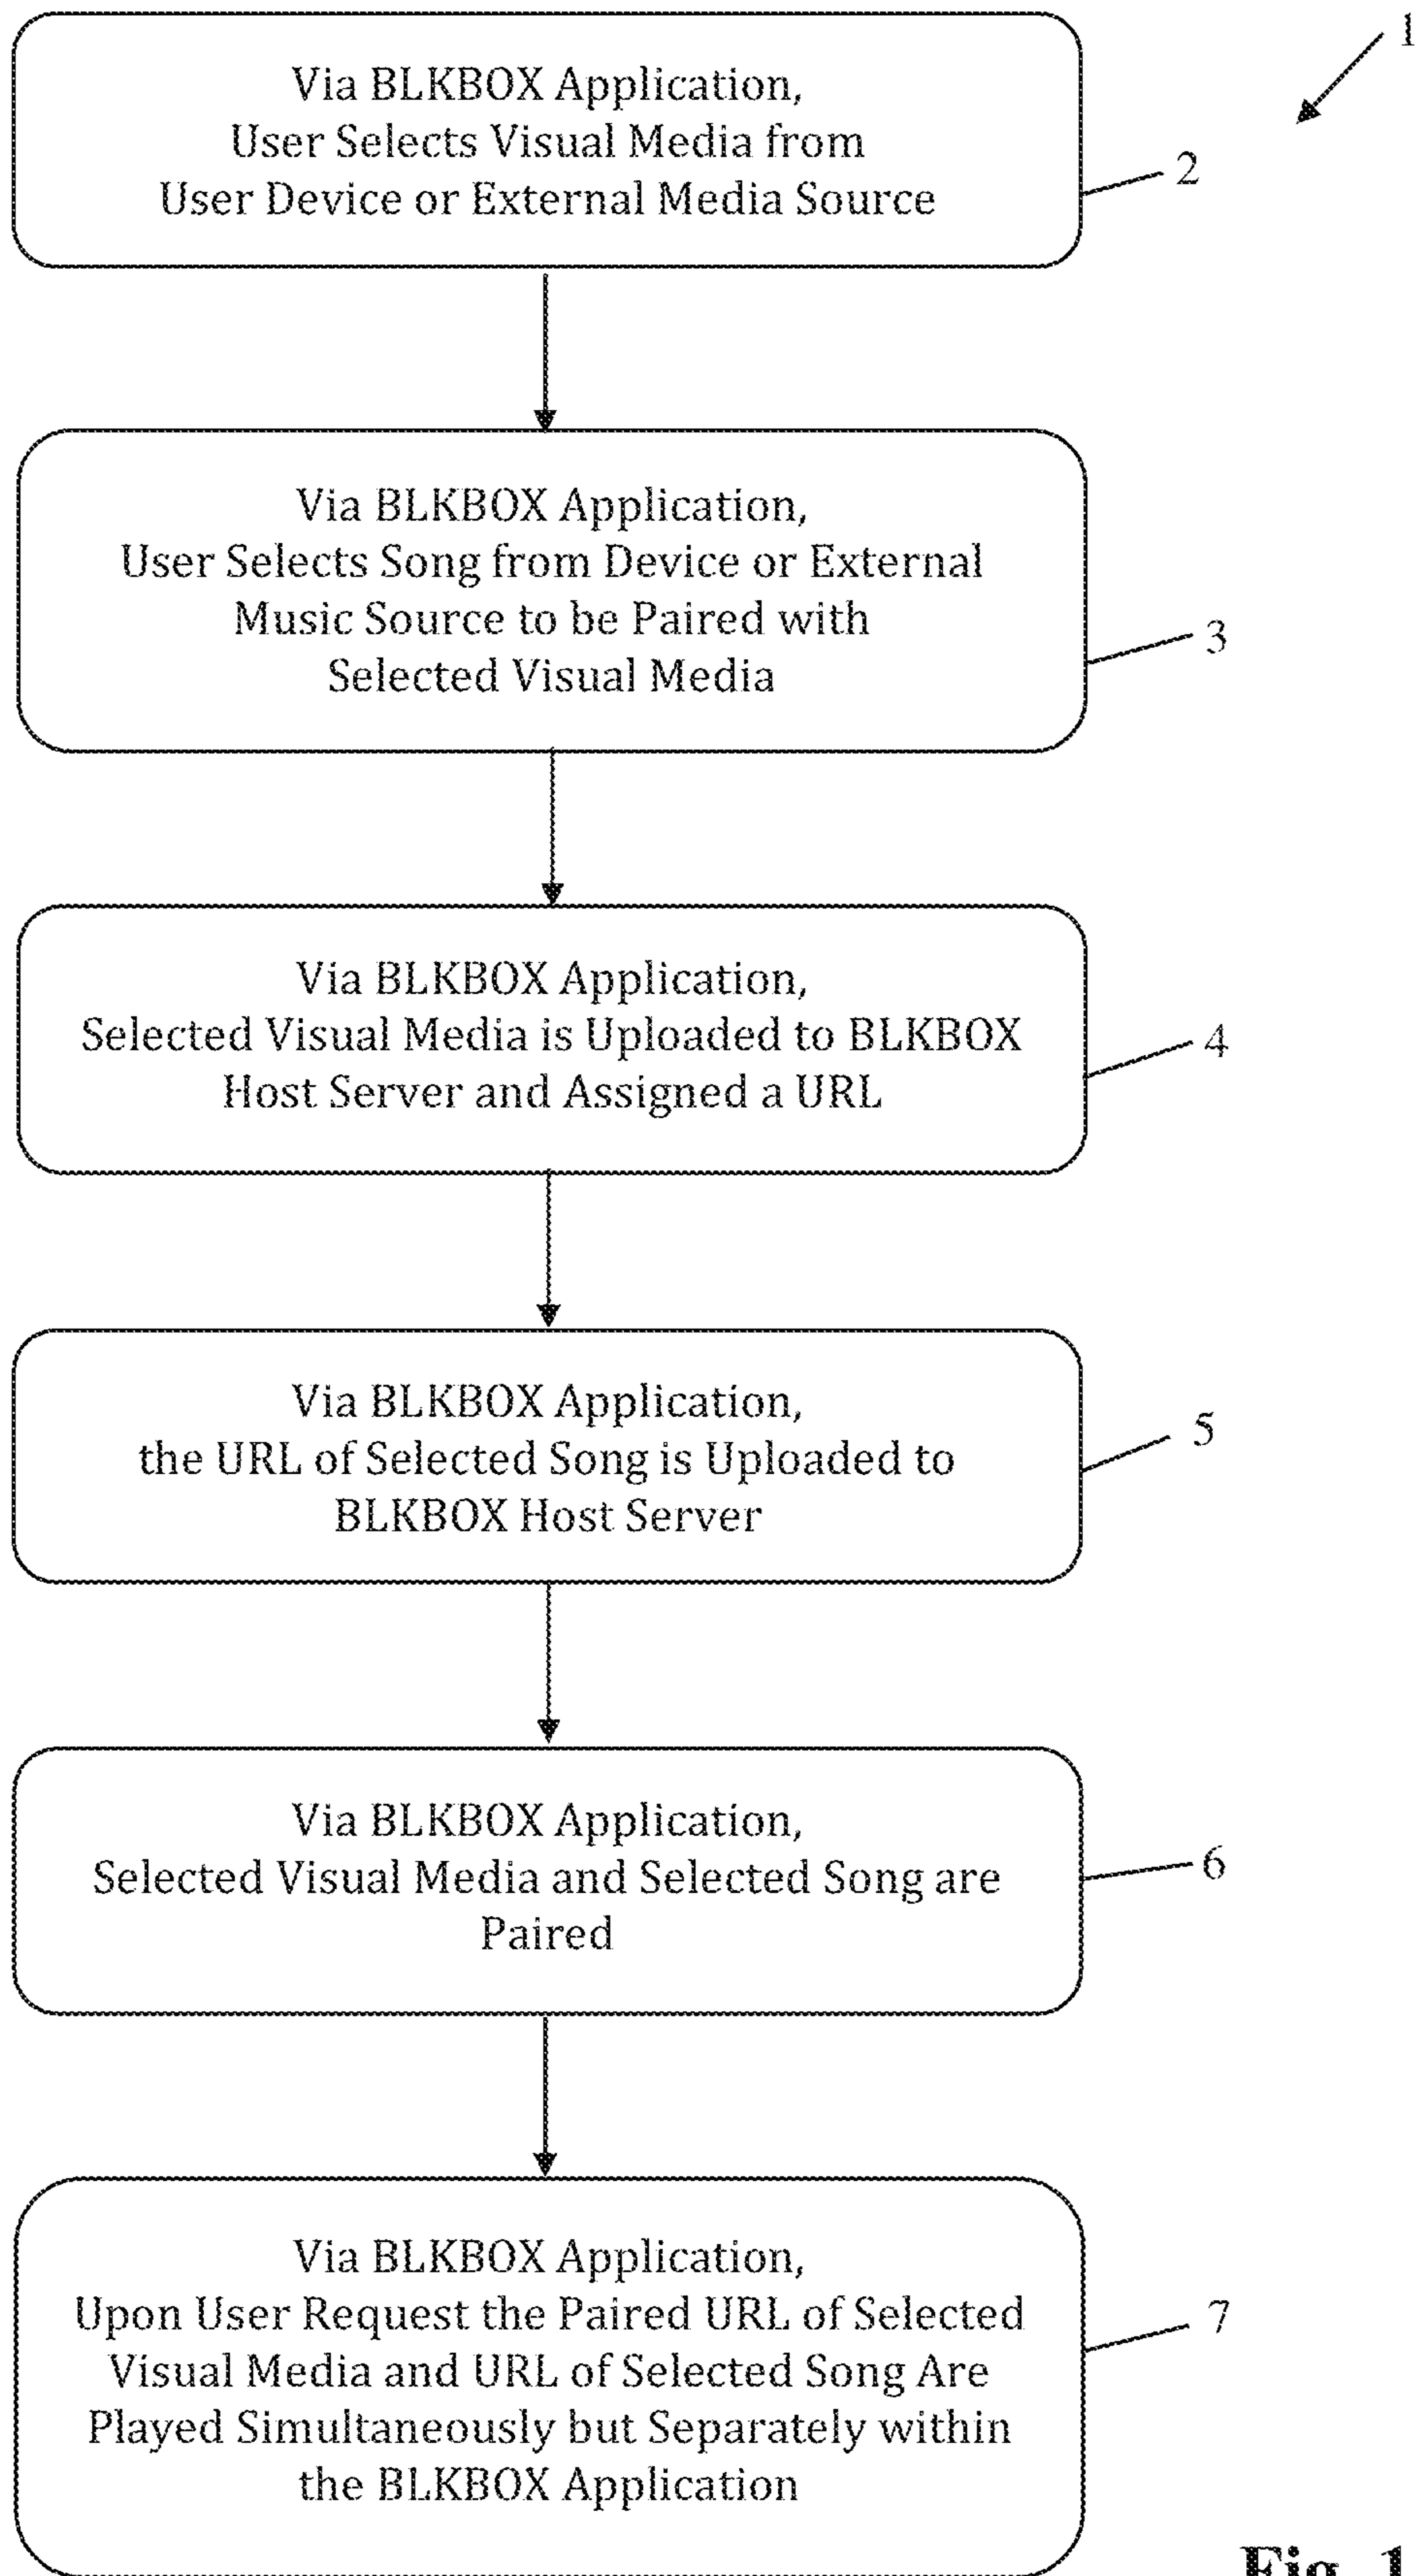 1
Via BLKBOX Application,
User Selects Visual Media from
User Device or External Media Source
2
Via BLKBOX Application,
User Selects Song from Device or External
Music Source to be Paired with
Selected Visual Media
3
Via BLKBOX Application,
Selected Visual Media is Uploaded to BLKBOX
Host Server and Assigned a URL
4
Via BLKBOX Application,
the URL of Selected Song is Uploaded to
BLKBOX Host Server
5
Via BLKBOX Application,
Selected Visual Media and Selected Song are
Paired
6
Via BLKBOX Application,
Upon User Request the Paired URL of Selected
Visual Media and URL of Selected Song Are
Played Simultaneously but Separately within
the BLKBOX Application
7
Fig. 1